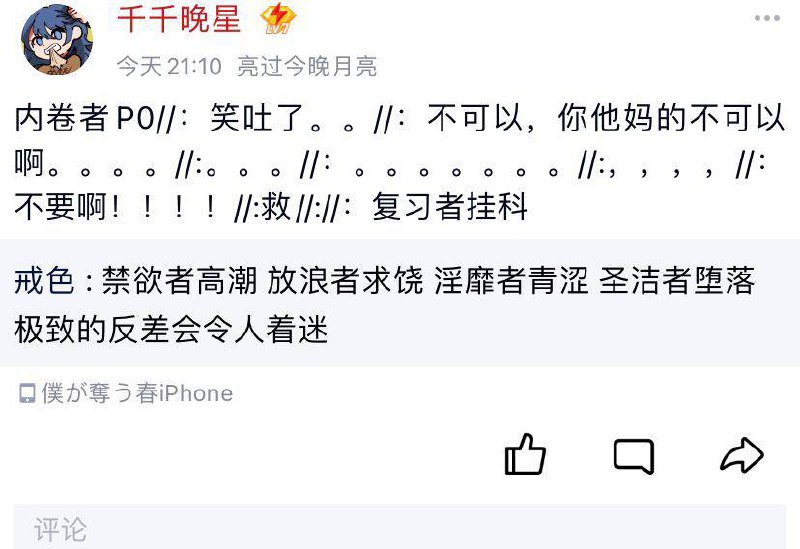 千千晚星 LV7
今天 21:10 亮过今晚月亮
内卷者P0//：笑吐了。。//：不可以，你他妈的不可以
啊。。。。//:。。。//：。。。。。。。//:，，，，//：
不要啊！！！！//:救//://：复习者挂科
戒色 : 禁欲者高潮 放浪者求饶 淫靡者青涩 圣洁者堕落
极致的反差会令人着迷
僕が奪う春iPhone
评论